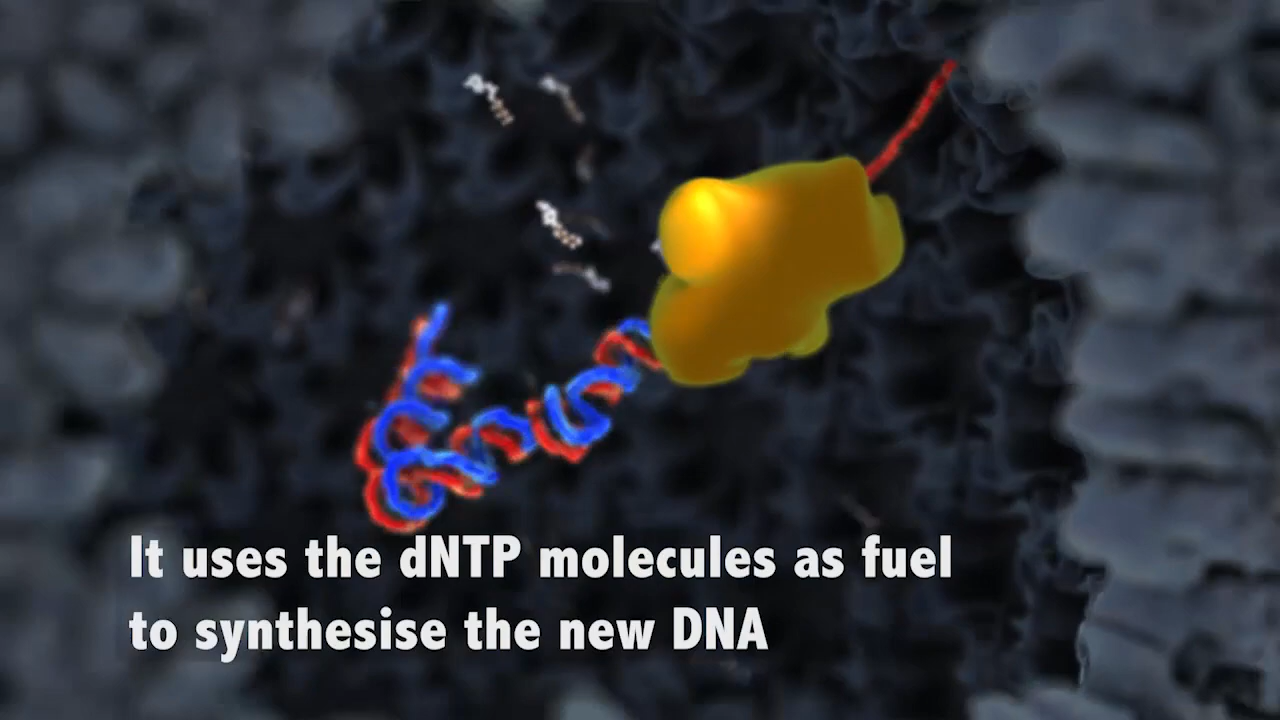 It uses the dNTP molecules as fuel
to synthesise the new DNA